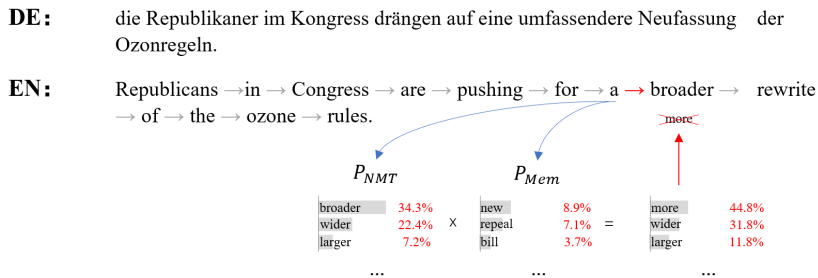 DE: die Republikaner im Kongress drängen auf eine umfassendere Neufassung der
Ozonregeln.
EN: Republicans → in → Congress → are → pushing → for → a → broader → rewrite
→ of → the → ozone → rules.
more
P_NMT P_Mem
broader 34.3% new 8.9% more 44.8%
wider 22.4% x repeal 7.1% = wider 31.8%
larger 7.2% bill 3.7% larger 11.8%
... ... ...